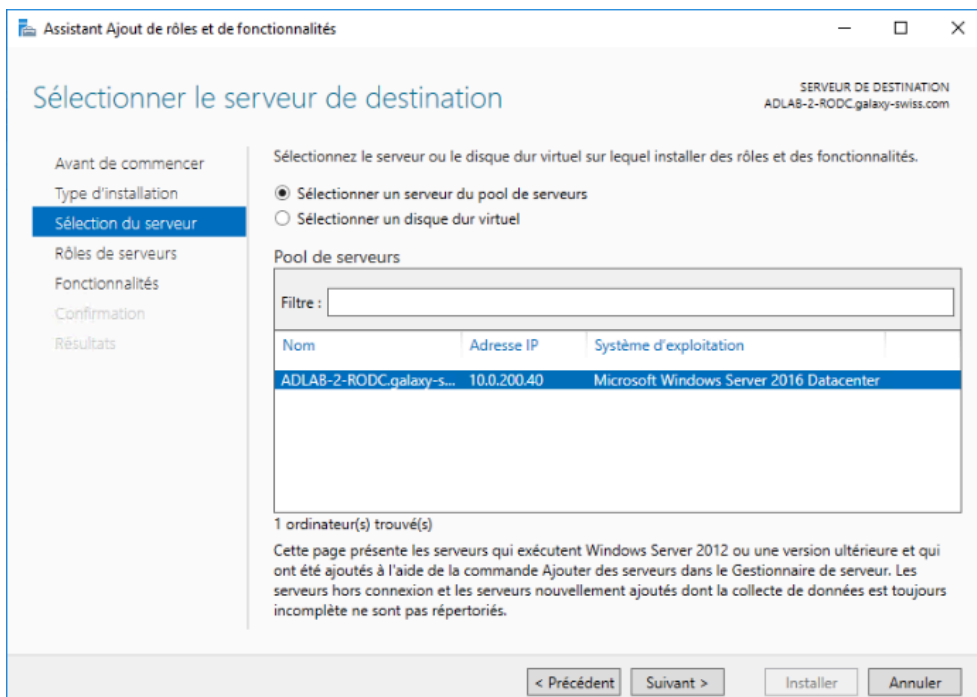 Assistant Ajout de rôles et de fonctionnalités
Sélectionner le serveur de destination
SERVEUR DE DESTINATION
ADLAB-2-RODC.galaxy-swiss.com
Avant de commencer
Type d'installation
Sélection du serveur
Rôles de serveurs
Fonctionnalités
Confirmation
Résultats
Sélectionnez le serveur ou le disque dur virtuel sur lequel installer des rôles et des fonctionnalités.
Sélectionner un serveur du pool de serveurs
Sélectionner un disque dur virtuel
Pool de serveurs
Filtre :
Nom Adresse IP Système d'exploitation
ADLAB-2-RODC.galaxy-s... 10.0.200.40 Microsoft Windows Server 2016 Datacenter
1 ordinateur(s) trouvé(s)
Cette page présente les serveurs qui exécutent Windows Server 2012 ou une version ultérieure et qui
ont été ajoutés à l'aide de la commande Ajouter des serveurs dans le Gestionnaire de serveur. Les
serveurs hors connexion et les serveurs nouvellement ajoutés dont la collecte de données est toujours
incomplète ne sont pas répertoriés.
< Précédent Suivant > Installer Annuler